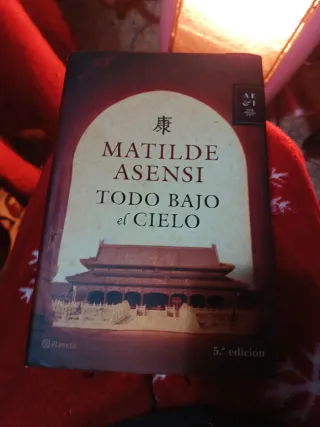 AE
&I
康
MATILDE
ASENSI
TODO BAJO
el CIELO
Planeta
5.ª edición